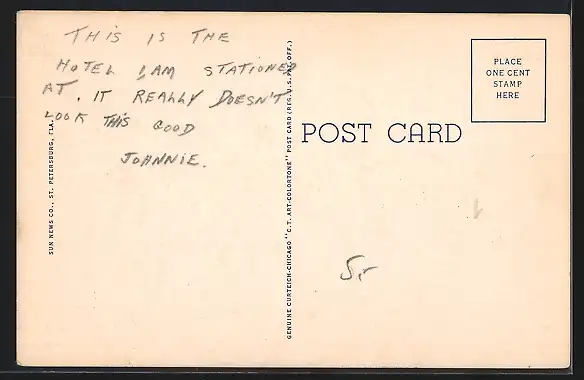 THIS IS THE
HOTEL I AM STATIONED
AT. IT REALLY DOESN'T
LOOK THIS GOOD
JOHNNIE.
SUN NEWS CO., ST. PETERSBURG, FLA.
GENUINE CURTEICH-CHICAGO "C.T. ART-COLORTONE" POST CARD (REG. U.S. PAT. OFF.)
POST CARD
PLACE
ONE CENT
STAMP
HERE